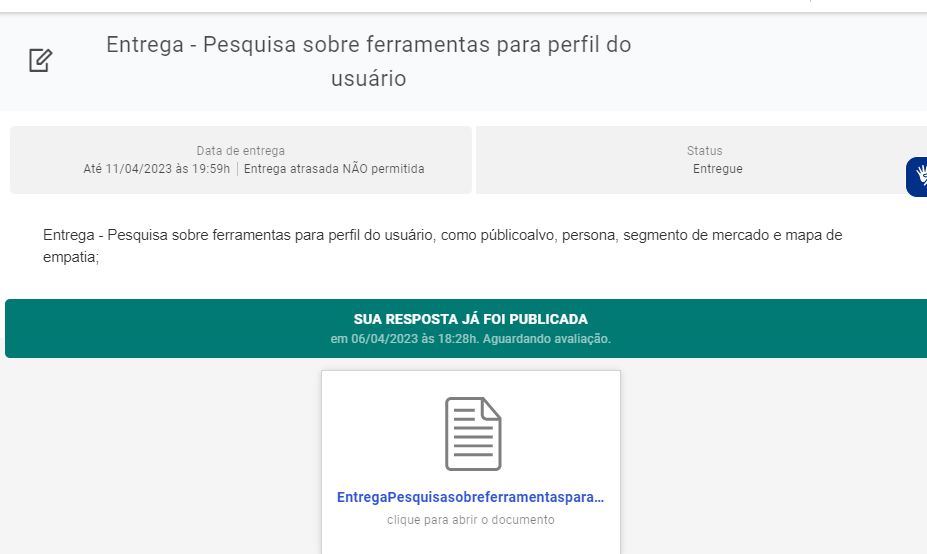 Entrega - Pesquisa sobre ferramentas para perfil do
usuário
Data de entrega
Até 11/04/2023 às 19:59h | Entrega atrasada NÃO permitida
Status
Entregue
Entrega - Pesquisa sobre ferramentas para perfil do usuário, como públicoalvo, persona, segmento de mercado e mapa de
empatia;
SUA RESPOSTA JÁ FOI PUBLICADA
em 06/04/2023 às 18:28h. Aguardando avaliação.
EntregaPesquisasobreferramentaspara...
clique para abrir o documento